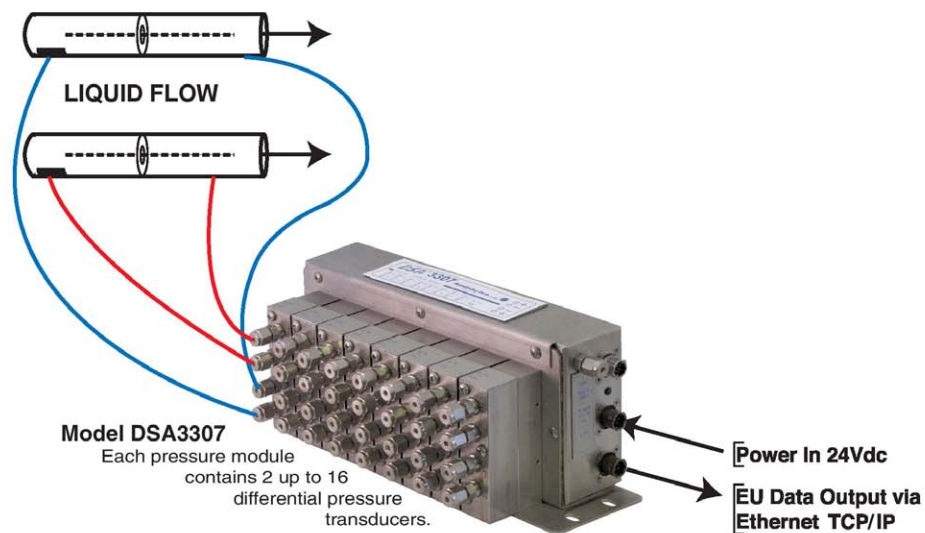 LIQUID FLOW
DSA 3307
Model DSA3307
Each pressure module
contains 2 up to 16
differential pressure
transducers.
Power In 24Vdc
EU Data Output via
Ethernet TCP/IP